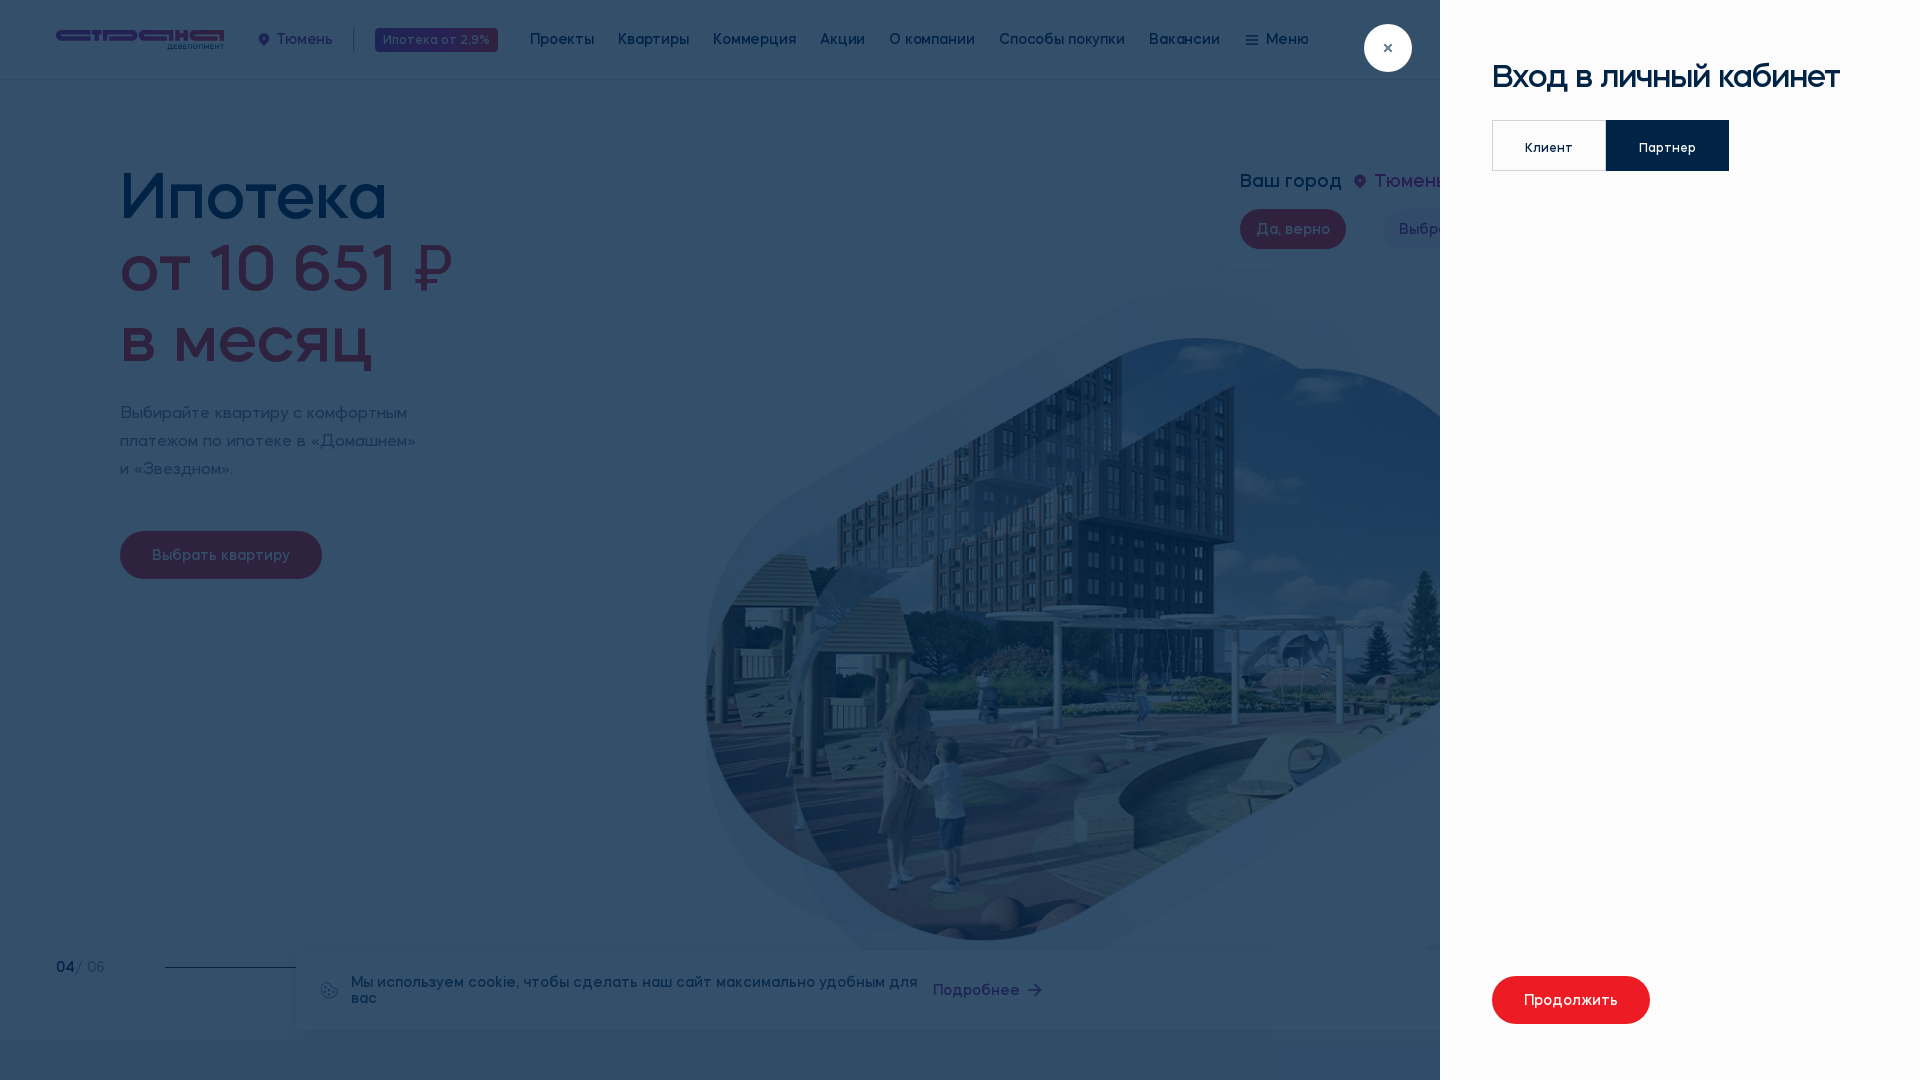 страна
ДЕВЕЛОПМЕНТ
Тюмень
Ипотека от 2,9%
Проекты
Квартиры
Коммерция
Акции
О компании
Способы покупки
Вакансии
Меню
Ипотека
от 10 651 ₽
в месяц
Выбирайте квартиру с комфортным
платежом по ипотеке в «Домашнем»
и «Звездном».
Выбрать квартиру
Ваш город
Тюмень
Да, верно
04 / 06
Мы используем cookie, чтобы сделать наш сайт максимально удобным для
вас
Подробнее
Вход в личный кабинет
Клиент
Партнер
Продолжить